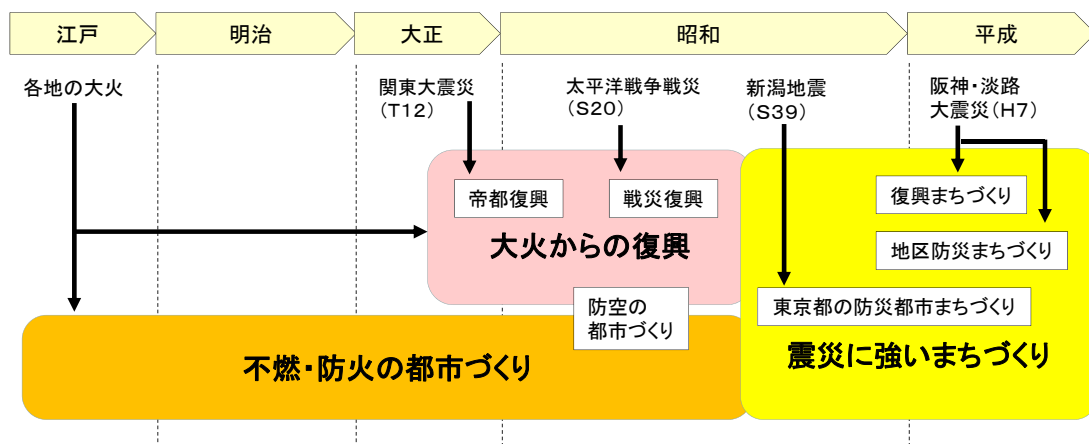 江戸
明治
大正
昭和
平成
各地の大火
関東大震災
(T12)
太平洋戦争戦災
(S20)
新潟地震
(S39)
阪神・淡路
大震災(H7)
帝都復興
戦災復興
復興まちづくり
大火からの復興
地区防災まちづくり
防空の
都市づくり
東京都の防災都市まちづくり
不燃・防火の都市づくり
震災に強いまちづくり